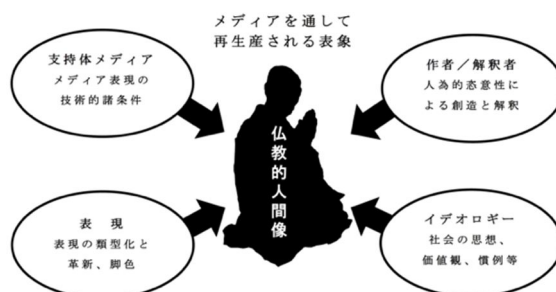 メディアを通して
再生産される表象
支持体メディア
メディア表現の
技術的諸条件
作者／解釈者
人為的恣意性に
よる創造と解釈
仏教的人間像
表　現
表現の類型化と
革新、脚色
イデオロギー
社会の思想、
価値観、慣例等